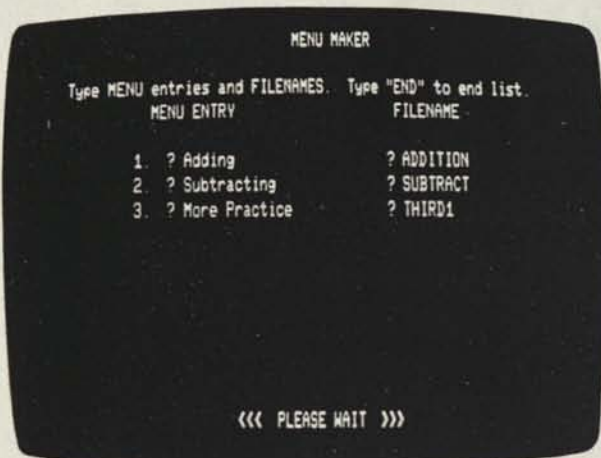 MENU MAKER
Type MENU entries and FILENAMES. Type "END" to end list.
MENU ENTRY FILENAME
1. ? Adding ? ADDITION
2. ? Subtracting ? SUBTRACT
3. ? More Practice ? THIRD1
<<< PLEASE WAIT >>>